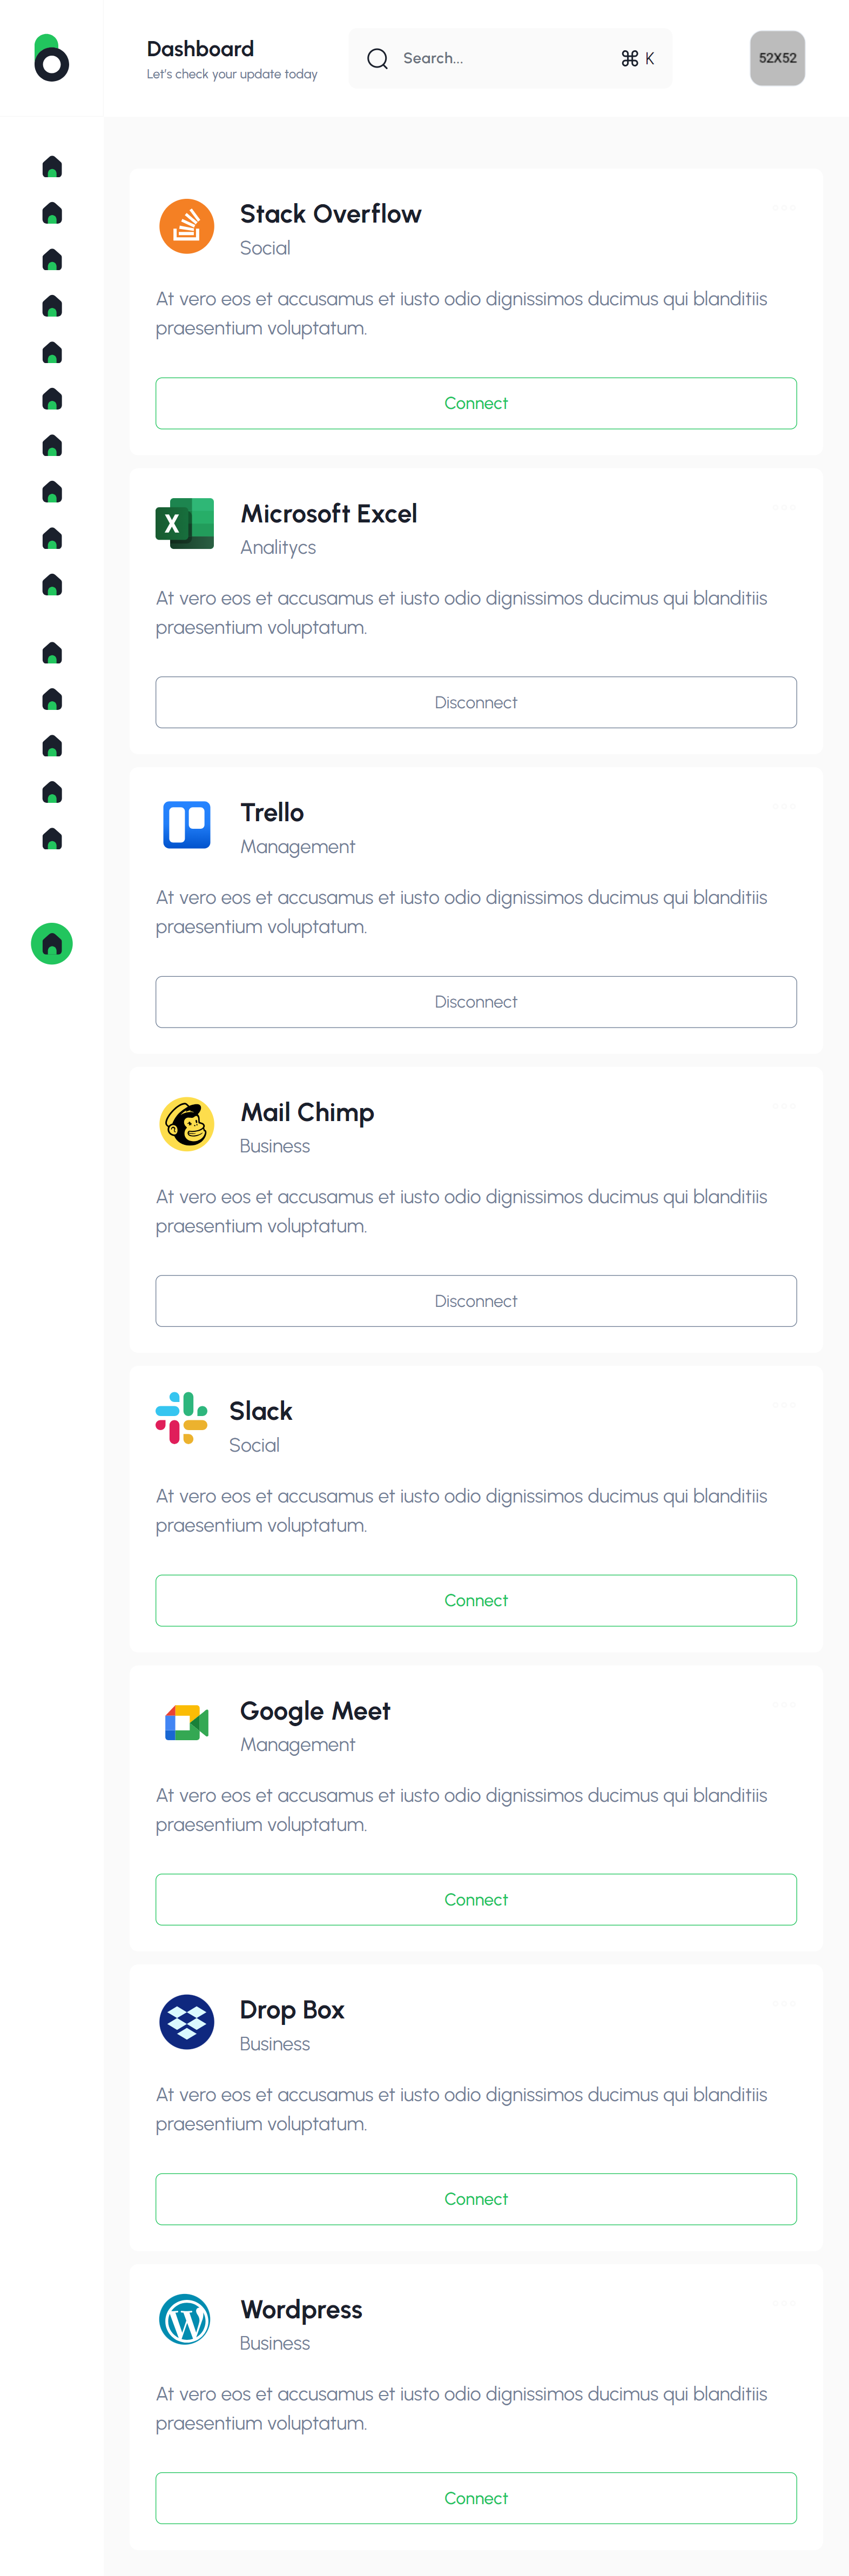 Dashboard
Let's check your update today
Search...
⌘ K
52X52
Stack Overflow
Social
At vero eos et accusamus et iusto odio dignissimos ducimus qui blanditiis
praesentium voluptatum.
Connect
X
Microsoft Excel
Analitycs
At vero eos et accusamus et iusto odio dignissimos ducimus qui blanditiis
praesentium voluptatum.
Disconnect
Trello
Management
At vero eos et accusamus et iusto odio dignissimos ducimus qui blanditiis
praesentium voluptatum.
Disconnect
Mail Chimp
Business
At vero eos et accusamus et iusto odio dignissimos ducimus qui blanditiis
praesentium voluptatum.
Disconnect
Slack
Social
At vero eos et accusamus et iusto odio dignissimos ducimus qui blanditiis
praesentium voluptatum.
Connect
Google Meet
Management
At vero eos et accusamus et iusto odio dignissimos ducimus qui blanditiis
praesentium voluptatum.
Connect
Drop Box
Business
At vero eos et accusamus et iusto odio dignissimos ducimus qui blanditiis
praesentium voluptatum.
Connect
W
Wordpress
Business
At vero eos et accusamus et iusto odio dignissimos ducimus qui blanditiis
praesentium voluptatum.
Connect